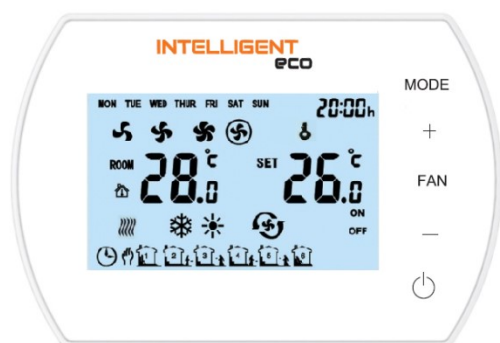 INTELLIGENT
eco
MODE
MON TUE WED THUR FRI SAT SUN 20:00h
+
ROOM 28.0°c SET 26.0°c
FAN
ON
OFF
—
1 2 3 4 5 6